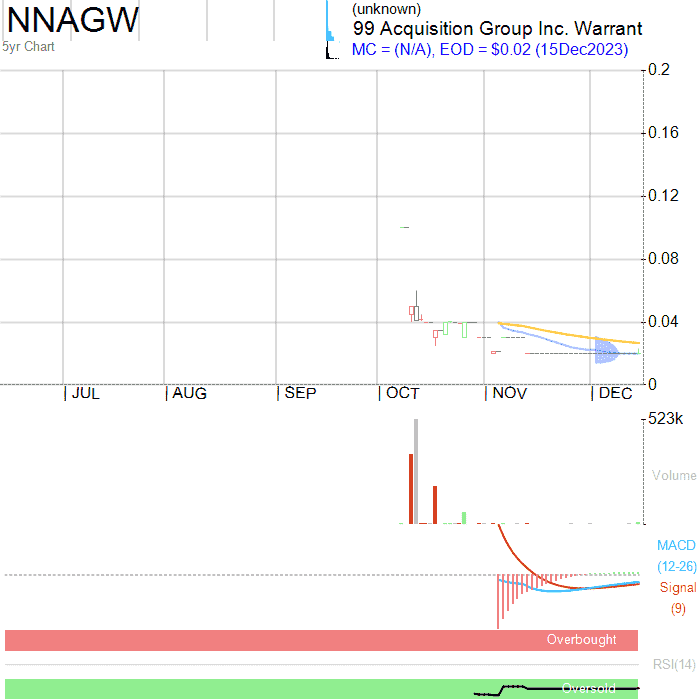 NNAGW
5yr Chart
(unknown)
99 Acquisition Group Inc. Warrant
MC = (N/A), EOD = $0.02 (15Dec2023)
0.2
0.16
0.12
0.08
0.04
0
JUL AUG SEP OCT NOV DEC
523k
Volume
MACD
(12-26)
Signal
(9)
Overbought
RSI(14)
Oversold